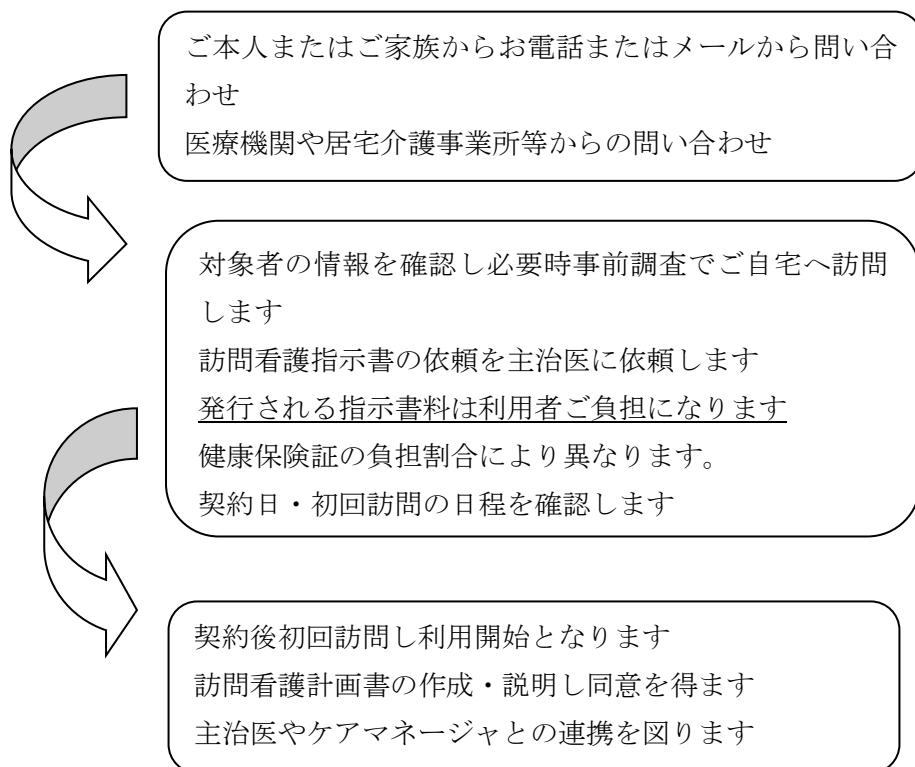 ご本人またはご家族からお電話またはメールから問い合
わせ
医療機関や居宅介護事業所等からの問い合わせ
対象者の情報を確認し必要時事前調査でご自宅へ訪問
します
訪問看護指示書の依頼を主治医に依頼します
発行される指示書料は利用者ご負担になります
健康保険証の負担割合により異なります。
契約日・初回訪問の日程を確認します
契約後初回訪問し利用開始となります
訪問看護計画書の作成・説明し同意を得ます
主治医やケアマネージャとの連携を図ります